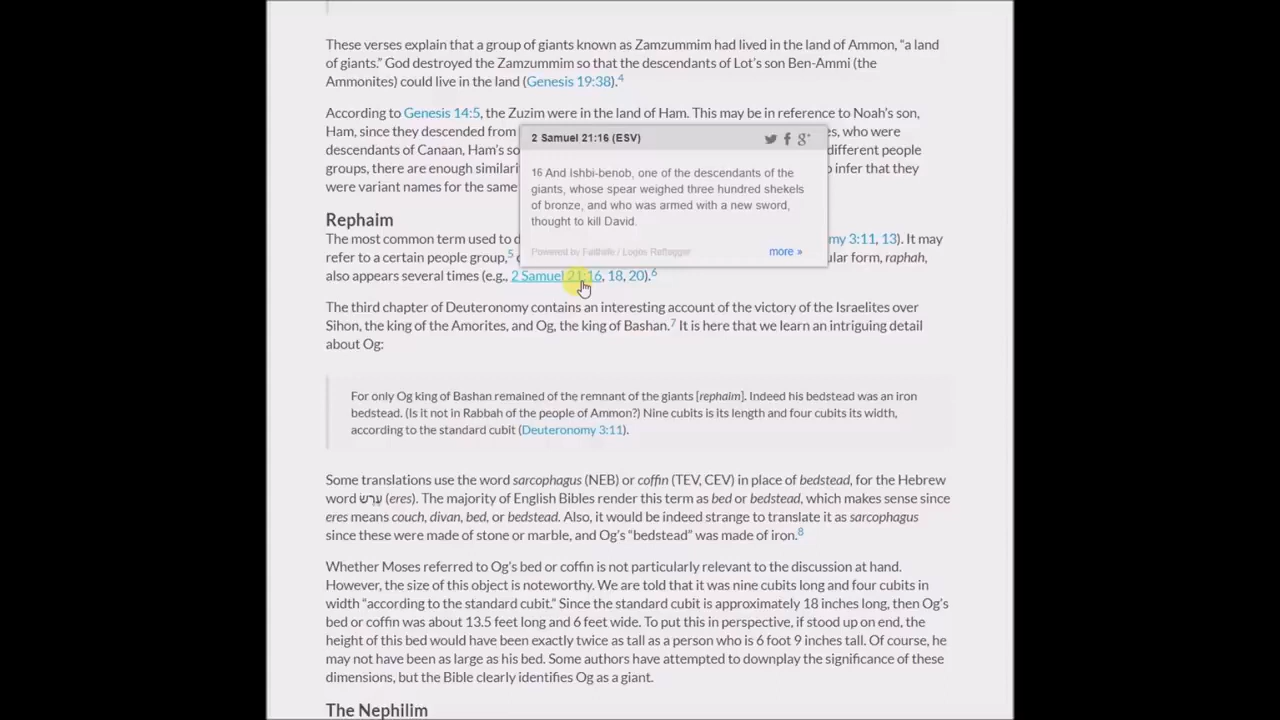 These verses explain that a group of giants known as Zamzummim had lived in the land of Ammon, “a land
of giants.” God destroyed the Zamzummim so that the descendants of Lot’s son Ben-Ammi (the
Ammonites) could live in the land (Genesis 19:38).4
According to Genesis 14:5, the Zuzim were in the land of Ham. This may be in reference to Noah’s son,
Ham, since they descended from
es, who were
descendants of Canaan, Ham’s so
different people
groups, there are enough similari
o infer that they
were variant names for the same
2 Samuel 21:16 (ESV)
16 And Ishbi-benob, one of the descendants of the
giants, whose spear weighed three hundred shekels
of bronze, and who was armed with a new sword,
thought to kill David.
Powered by Faithlife / Logos Reftagger
more »
Rephaim
The most common term used to d
my 3:11, 13). It may
refer to a certain people group,5
ular form, raphah,
also appears several times (e.g., 2 Samuel 21:16, 18, 20).6
The third chapter of Deuteronomy contains an interesting account of the victory of the Israelites over
Sihon, the king of the Amorites, and Og, the king of Bashan.7 It is here that we learn an intriguing detail
about Og:
For only Og king of Bashan remained of the remnant of the giants [rephaim]. Indeed his bedstead was an iron
bedstead. (Is it not in Rabbah of the people of Ammon?) Nine cubits is its length and four cubits its width,
according to the standard cubit (Deuteronomy 3:11).
Some translations use the word sarcophagus (NEB) or coffin (TEV, CEV) in place of bedstead, for the Hebrew
word עֶרֶשׂ (eres). The majority of English Bibles render this term as bed or bedstead, which makes sense since
eres means couch, divan, bed, or bedstead. Also, it would be indeed strange to translate it as sarcophagus
since these were made of stone or marble, and Og’s “bedstead” was made of iron.8
Whether Moses referred to Og’s bed or coffin is not particularly relevant to the discussion at hand.
However, the size of this object is noteworthy. We are told that it was nine cubits long and four cubits in
width “according to the standard cubit.” Since the standard cubit is approximately 18 inches long, then Og’s
bed or coffin was about 13.5 feet long and 6 feet wide. To put this in perspective, if stood up on end, the
height of this bed would have been exactly twice as tall as a person who is 6 foot 9 inches tall. Of course, he
may not have been as large as his bed. Some authors have attempted to downplay the significance of these
dimensions, but the Bible clearly identifies Og as a giant.
The Nephilim